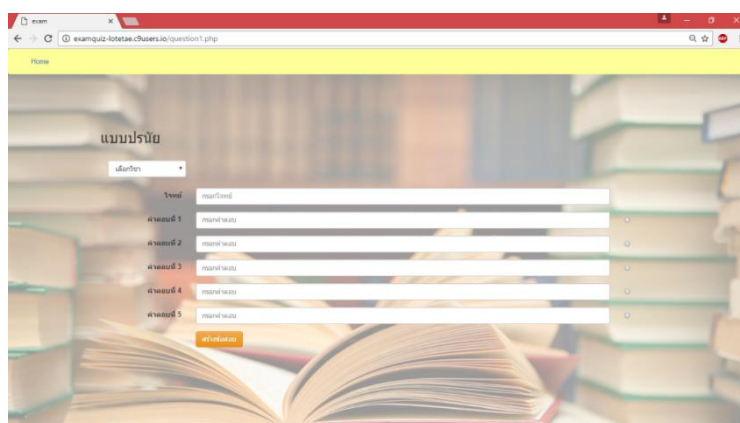 exam
examquiz-lotetae.c9users.io/question1.php
Home
แบบปรนัย
เลือกวิชา
โจทย์ กรอกโจทย์
คำตอบที่ 1 กรอกคำตอบ
คำตอบที่ 2 กรอกคำตอบ
คำตอบที่ 3 กรอกคำตอบ
คำตอบที่ 4 กรอกคำตอบ
คำตอบที่ 5 กรอกคำตอบ
สร้างข้อสอบ